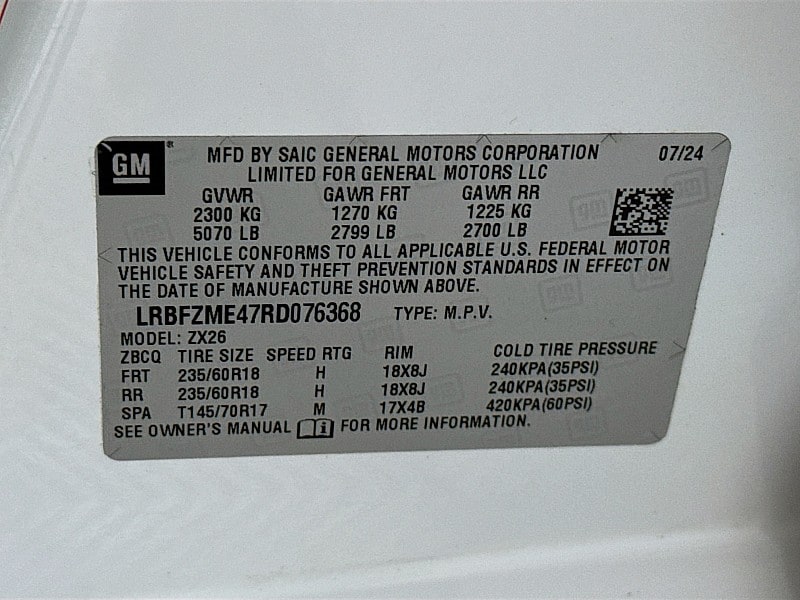 GM® MFD BY SAIC GENERAL MOTORS CORPORATION 07/24
LIMITED FOR GENERAL MOTORS LLC
GVWR GAWR FRT GAWR RR
2300 KG 1270 KG 1225 KG
5070 LB 2799 LB 2700 LB
THIS VEHICLE CONFORMS TO ALL APPLICABLE U.S. FEDERAL MOTOR
VEHICLE SAFETY AND THEFT PREVENTION STANDARDS IN EFFECT ON
THE DATE OF MANUFACTURE SHOWN ABOVE.
LRBFZME47RD076368 TYPE: M.P.V.
MODEL: ZX26
ZBCQ TIRE SIZE SPEED RTG RIM COLD TIRE PRESSURE
FRT 235/60R18 H 18X8J 240KPA(35PSI)
RR 235/60R18 H 18X8J 240KPA(35PSI)
SPA T145/70R17 M 17X4B 420KPA(60PSI)
SEE OWNER'S MANUAL FOR MORE INFORMATION.